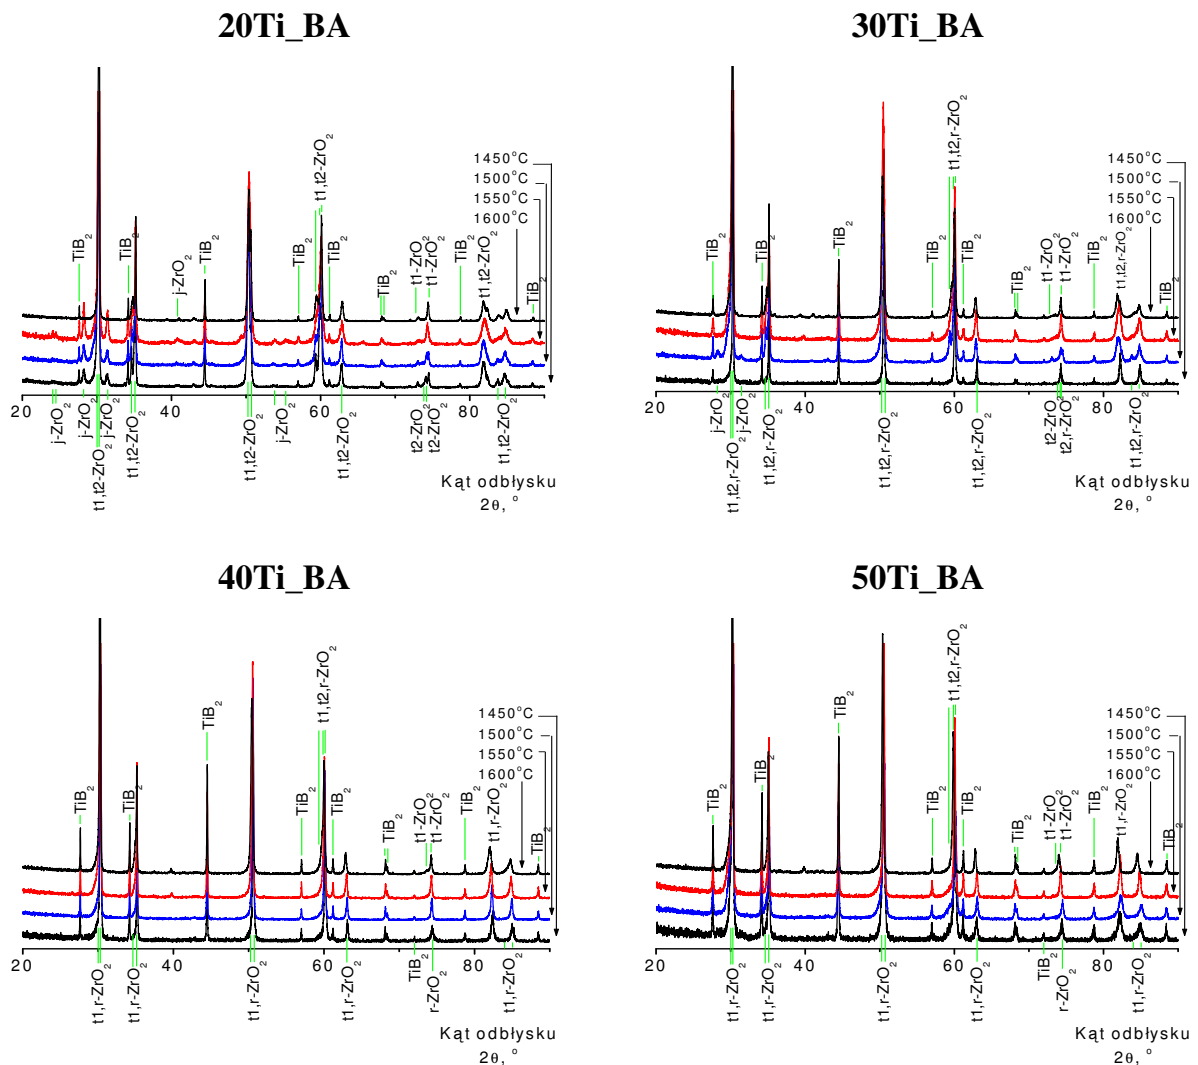 20Ti_BA
t1,t2-ZrO₂
1450°C
1500°C
1550°C
1600°C
TiB₂
TiB₂
j-ZrO₂
TiB₂
TiB₂
TiB₂
TiB₂
t1-ZrO₂
t1-ZrO₂
TiB₂
t1,t2-ZrO₂
TiB₂
20
40
60
80
j-ZrO₂
j-ZrO₂
t1,t2-ZrO₂
j-ZrO₂
t1,t2-ZrO₂
t1,t2-ZrO₂
j-ZrO₂
t1,t2-ZrO₂
t2-ZrO₂
t2-ZrO₂
t1,t2-ZrO₂
Kąt odbłysku
2θ, °
30Ti_BA
t1,t2,r-ZrO₂
1450°C
1500°C
1550°C
1600°C
TiB₂
TiB₂
TiB₂
TiB₂
TiB₂
TiB₂
t1-ZrO₂
t1-ZrO₂
TiB₂
t1,t2,r-ZrO₂
TiB₂
20
40
60
80
j-ZrO₂
t1,t2,r-ZrO₂
j-ZrO₂
t1,t2,r-ZrO₂
t1,t2,r-ZrO₂
t1,t2,r-ZrO₂
t2-ZrO₂
t2,r-ZrO₂
t1,t2,r-ZrO₂
Kąt odbłysku
2θ, °
40Ti_BA
t1,t2,r-ZrO₂
1450°C
1500°C
1550°C
1600°C
TiB₂
TiB₂
TiB₂
TiB₂
TiB₂
TiB₂
t1-ZrO₂
t1-ZrO₂
TiB₂
t1,r-ZrO₂
TiB₂
20
40
60
80
t1,r-ZrO₂
t1,r-ZrO₂
t1,r-ZrO₂
t1,r-ZrO₂
TiB₂
r-ZrO₂
t1,r-ZrO₂
Kąt odbłysku
2θ, °
50Ti_BA
t1,t2,r-ZrO₂
1450°C
1500°C
1550°C
1600°C
TiB₂
TiB₂
TiB₂
TiB₂
TiB₂
TiB₂
t1-ZrO₂
t1-ZrO₂
TiB₂
t1,r-ZrO₂
TiB₂
20
40
60
80
t1,r-ZrO₂
t1,r-ZrO₂
t1,r-ZrO₂
t1,r-ZrO₂
TiB₂
r-ZrO₂
t1,r-ZrO₂
Kąt odbłysku
2θ, °